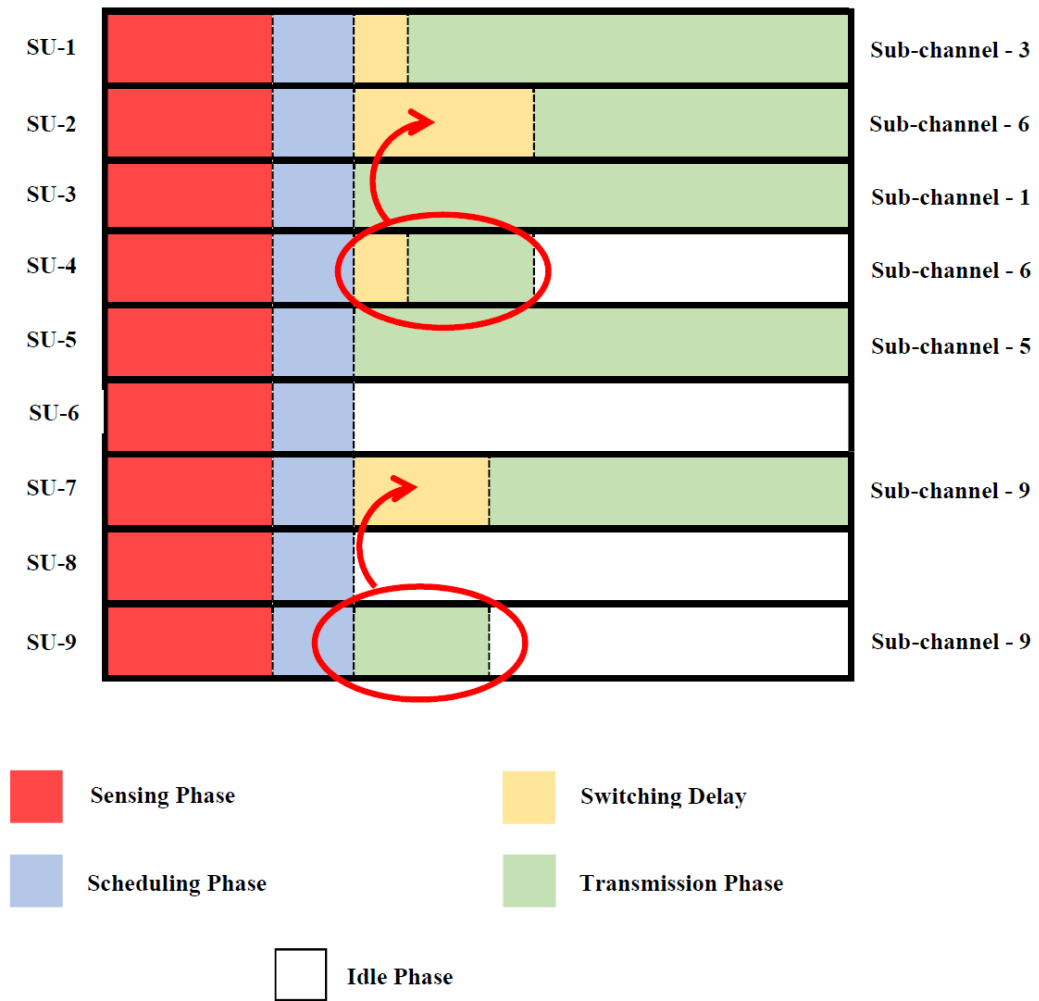 SU-1 Sub-channel - 3
SU-2 Sub-channel - 6
SU-3 Sub-channel - 1
SU-4 Sub-channel - 6
SU-5 Sub-channel - 5
SU-6
SU-7 Sub-channel - 9
SU-8
SU-9 Sub-channel - 9
Sensing Phase Switching Delay
Scheduling Phase Transmission Phase
Idle Phase